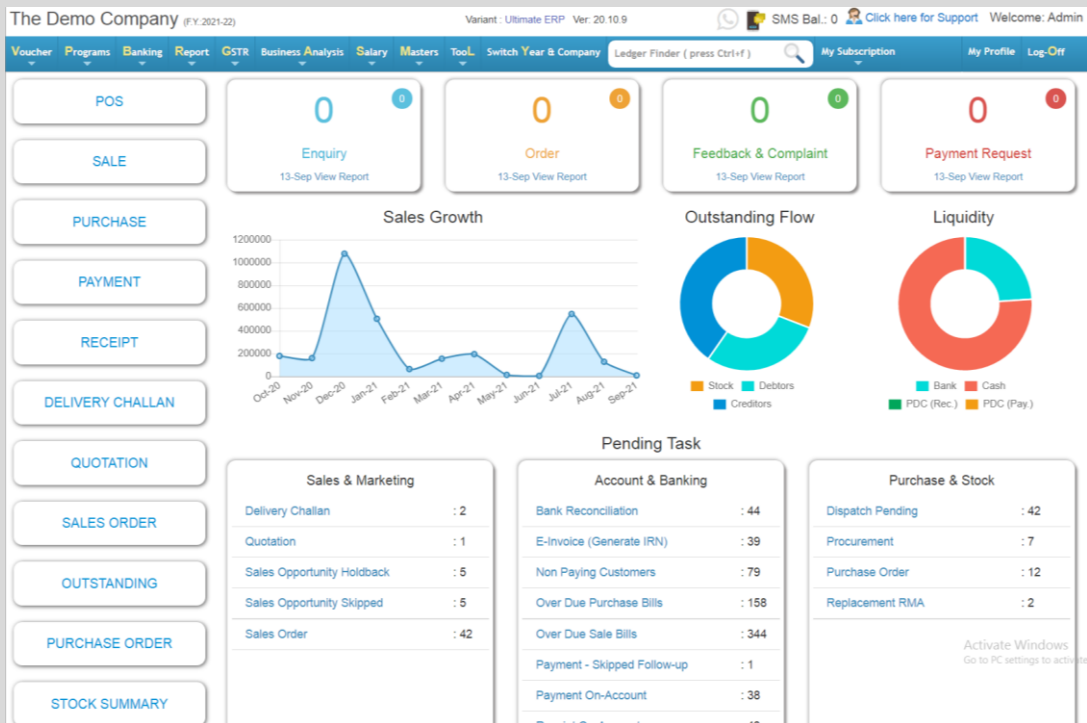 The Demo Company (F.Y. 2021-22)
Variant : Ultimate ERP Ver: 20.10.9
SMS Bal.: 0 Click here for Support Welcome: Admin
Voucher Programs Banking Report GSTR Business Analysis Salary Masters TooL Switch Year & Company Ledger Finder ( press Ctrl+f ) My Subscription My Profile Log-Off
POS
SALE
PURCHASE
PAYMENT
RECEIPT
DELIVERY CHALLAN
QUOTATION
SALES ORDER
OUTSTANDING
PURCHASE ORDER
STOCK SUMMARY
0 0
Enquiry
13-Sep View Report
0 0
Order
13-Sep View Report
0 0
Feedback & Complaint
13-Sep View Report
0 0
Payment Request
13-Sep View Report
Sales Growth
1200000
1000000
800000
600000
400000
200000
0
Oct-20 Nov-20 Dec-20 Jan-21 Feb-21 Mar-21 Apr-21 May-21 Jun-21 Jul-21 Aug-21 Sep-21
Outstanding Flow
Stock Debtors
Creditors
Liquidity
Bank Cash
PDC (Rec.) PDC (Pay.)
Pending Task
Sales & Marketing
Delivery Challan : 2
Quotation : 1
Sales Opportunity Holdback : 5
Sales Opportunity Skipped : 5
Sales Order : 42
Account & Banking
Bank Reconciliation : 44
E-Invoice (Generate IRN) : 39
Non Paying Customers : 79
Over Due Purchase Bills : 158
Over Due Sale Bills : 344
Payment - Skipped Follow-up : 1
Payment On-Account : 38
Purchase & Stock
Dispatch Pending : 42
Procurement : 7
Purchase Order : 12
Replacement RMA : 2
Activate Windows
Go to PC settings to activate